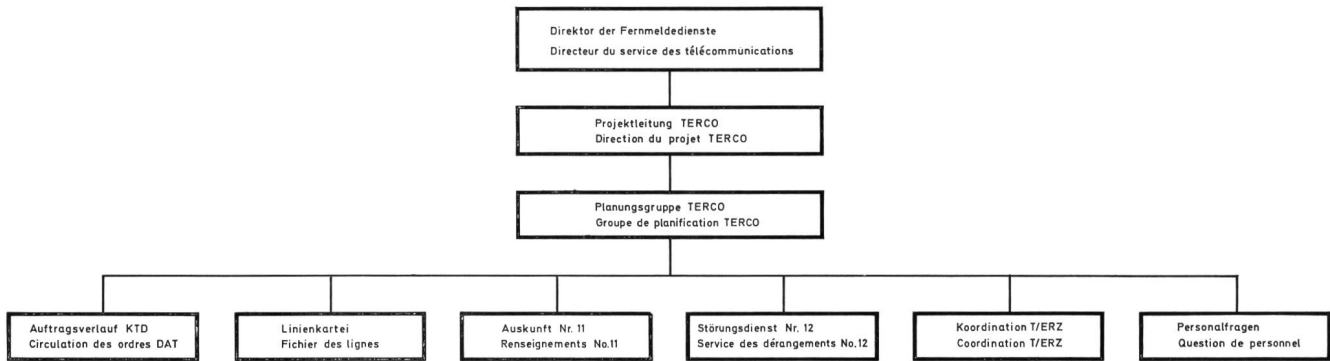 Direktor der Fernmeldedienste
Directeur du service des télécommunications
Projektleitung TERCO
Direction du projet TERCO
Planungsgruppe TERCO
Groupe de planification TERCO
Auftragsverlauf KTD
Circulation des ordres DAT
Linienkartei
Fichier des lignes
Auskunft Nr. 11
Renseignements No.11
Störungsdienst Nr. 12
Service des dérangements No.12
Koordination T/ERZ
Coordination T/ERZ
Personalfragen
Question de personnel